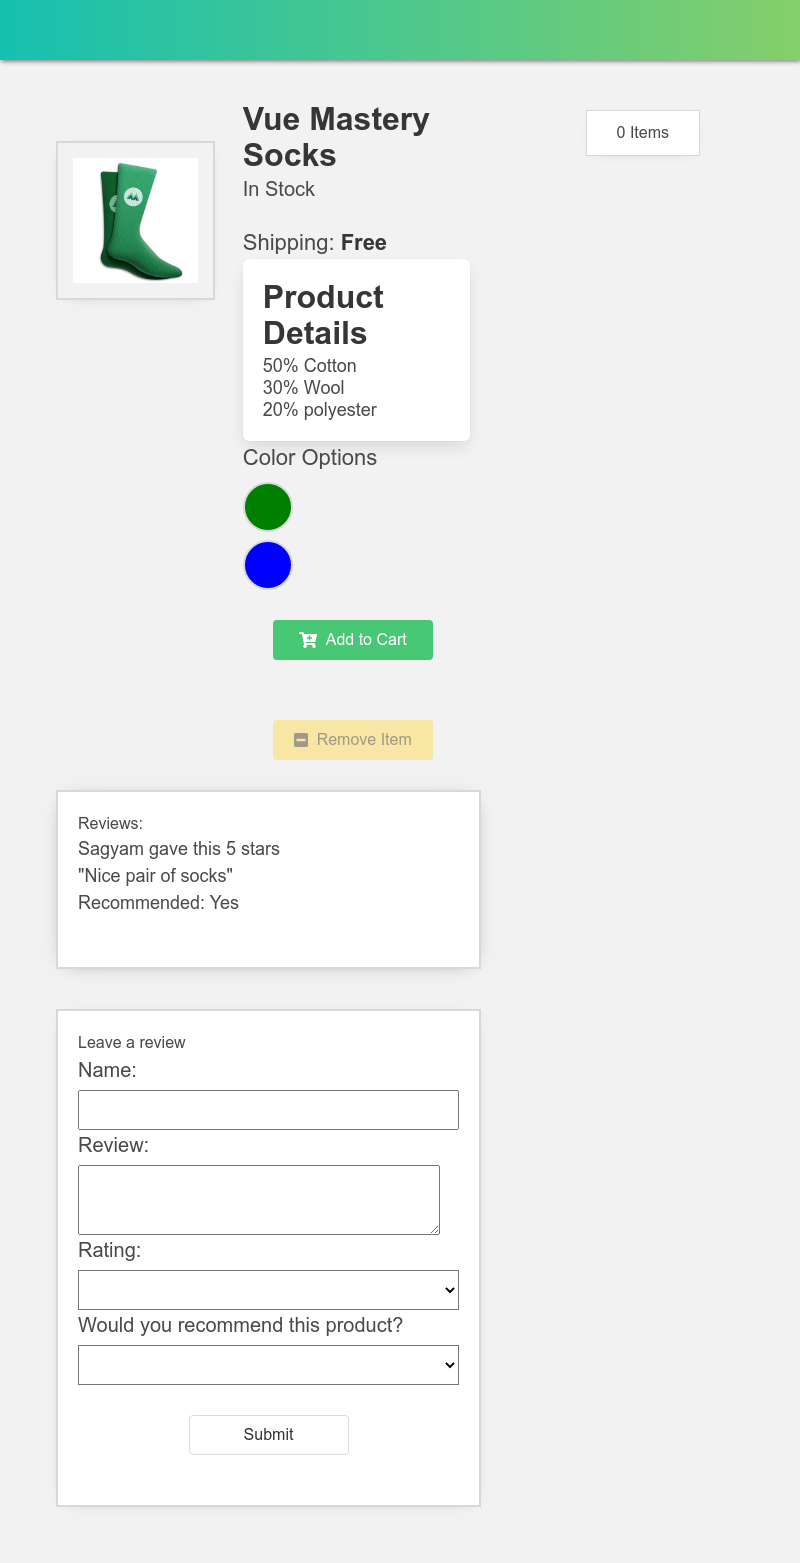 Vue Mastery
Socks
In Stock
0 Items
Shipping: Free
Product
Details
50% Cotton
30% Wool
20% polyester
Color Options
Add to Cart
Remove Item
Reviews:
Sagyam gave this 5 stars
"Nice pair of socks"
Recommended: Yes
Leave a review
Name:
Review:
Rating:
Would you recommend this product?
Submit